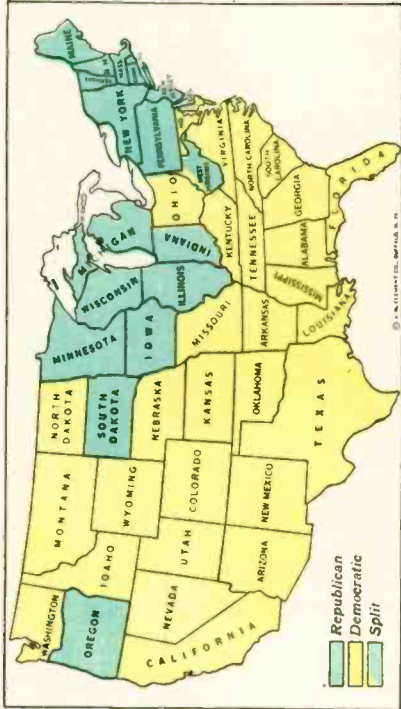 WASHINGTON
OREGON
CALIFORNIA
NEVADA
IDAHO
MONTANA
WYOMING
UTAH
ARIZONA
COLORADO
NEW MEXICO
NORTH
DAKOTA
SOUTH
DAKOTA
NEBRASKA
KANSAS
OKLAHOMA
TEXAS
MINNESOTA
IOWA
MISSOURI
ARKANSAS
LOUISIANA
WISCONSIN
ILLINOIS
MICHIGAN
INDIANA
OHIO
KENTUCKY
TENNESSEE
MISSISSIPPI
ALABAMA
GEORGIA
FLORIDA
SOUTH
CAROLINA
NORTH CAROLINA
VIRGINIA
WEST
PENNSYLVANIA
NEW YORK
MAINE
MASS
Republican
Democratic
Split